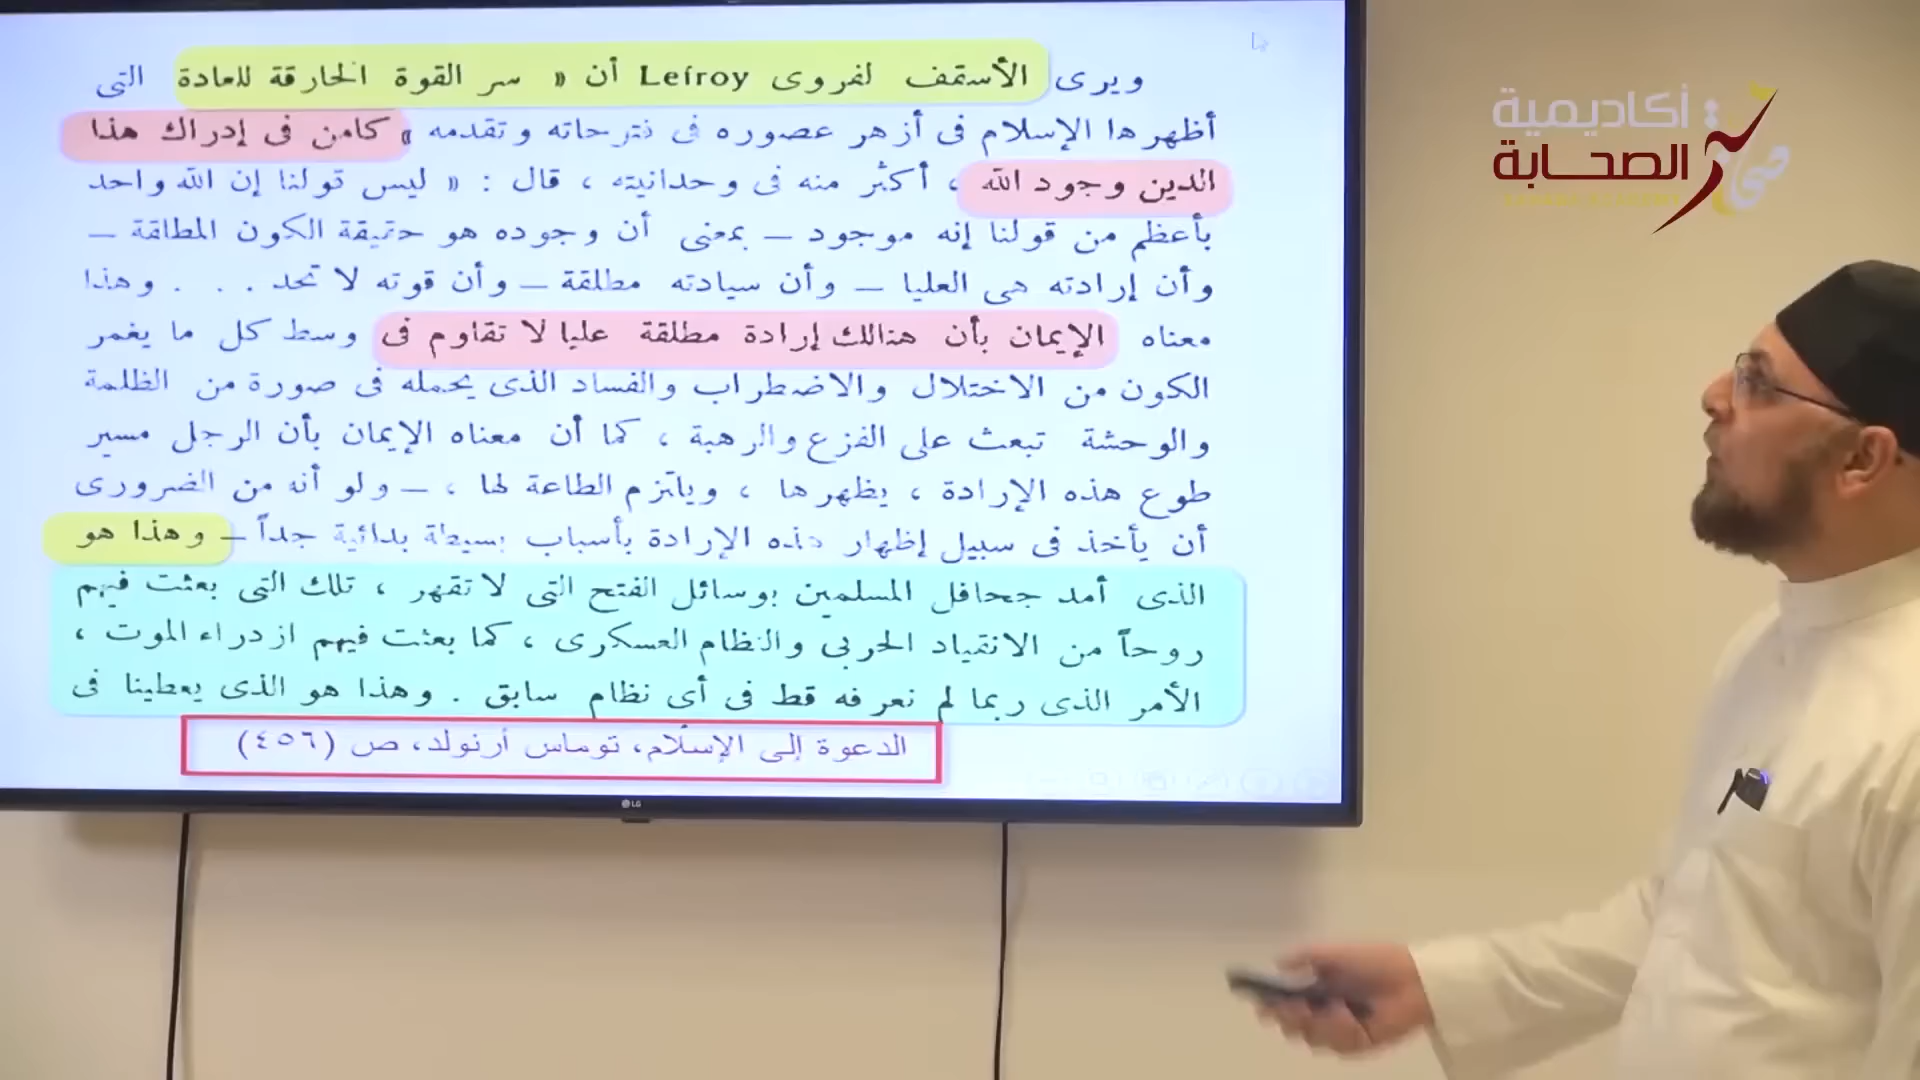 ويرى الأسقف لفروى Lefroy أن « سر القوة الخارقة للعادة التى
أظهرها الإسلام فى أزهر عصوره فى فترحاته وتقدمه » كامن فى إدراك هذا
الدين وجود الله ، أكثر منه فى وحدانيته ، قال : « ليس قولنا إن الله واحد
بأعظم من قولنا إنه موجود – بمعنى أن وجوده هو حقيقة الكون المطلقة –
وأن إرادته هى العليا – وأن سيادته مطلقة – وأن قوته لا تحد . . . وهذا
معناه الإيمان بأن هنالك إرادة مطلقة عليا لا تقاوم فى وسط كل ما يغمر
الكون من الاختلال والاضطراب والفساد الذى يحمله فى صورة من الظلمة
والوحشة تبعث على الفزع والرهبة ، كما أن معناه الإيمان بأن الرجل مسير
طوع هذه الإرادة ، يظهرها ، ويلتزم الطاعة لها ، – ولو أنه من الضرورى
أن يأخذ فى سبيل إظهار هذه الإرادة بأسباب بسيطة بدائية جداً – وهذا هو
الذى أمد جحافل المسلمين بوسائل الفتح التى لا تقهر ، تلك التى بعثت فيهم
روحاً من الانقياد الحربى والنظام العسكرى ، كما بعثت فيهم ازدراء الموت ،
الأمر الذى ربما لم نعرفه قط فى أى نظام سابق . وهذا هو الذى يعطينا فى
الدعوة إلى الإسلام، توماس أرنولد، ص (٤٥٦)
LG
أكاديمية
الصحابة